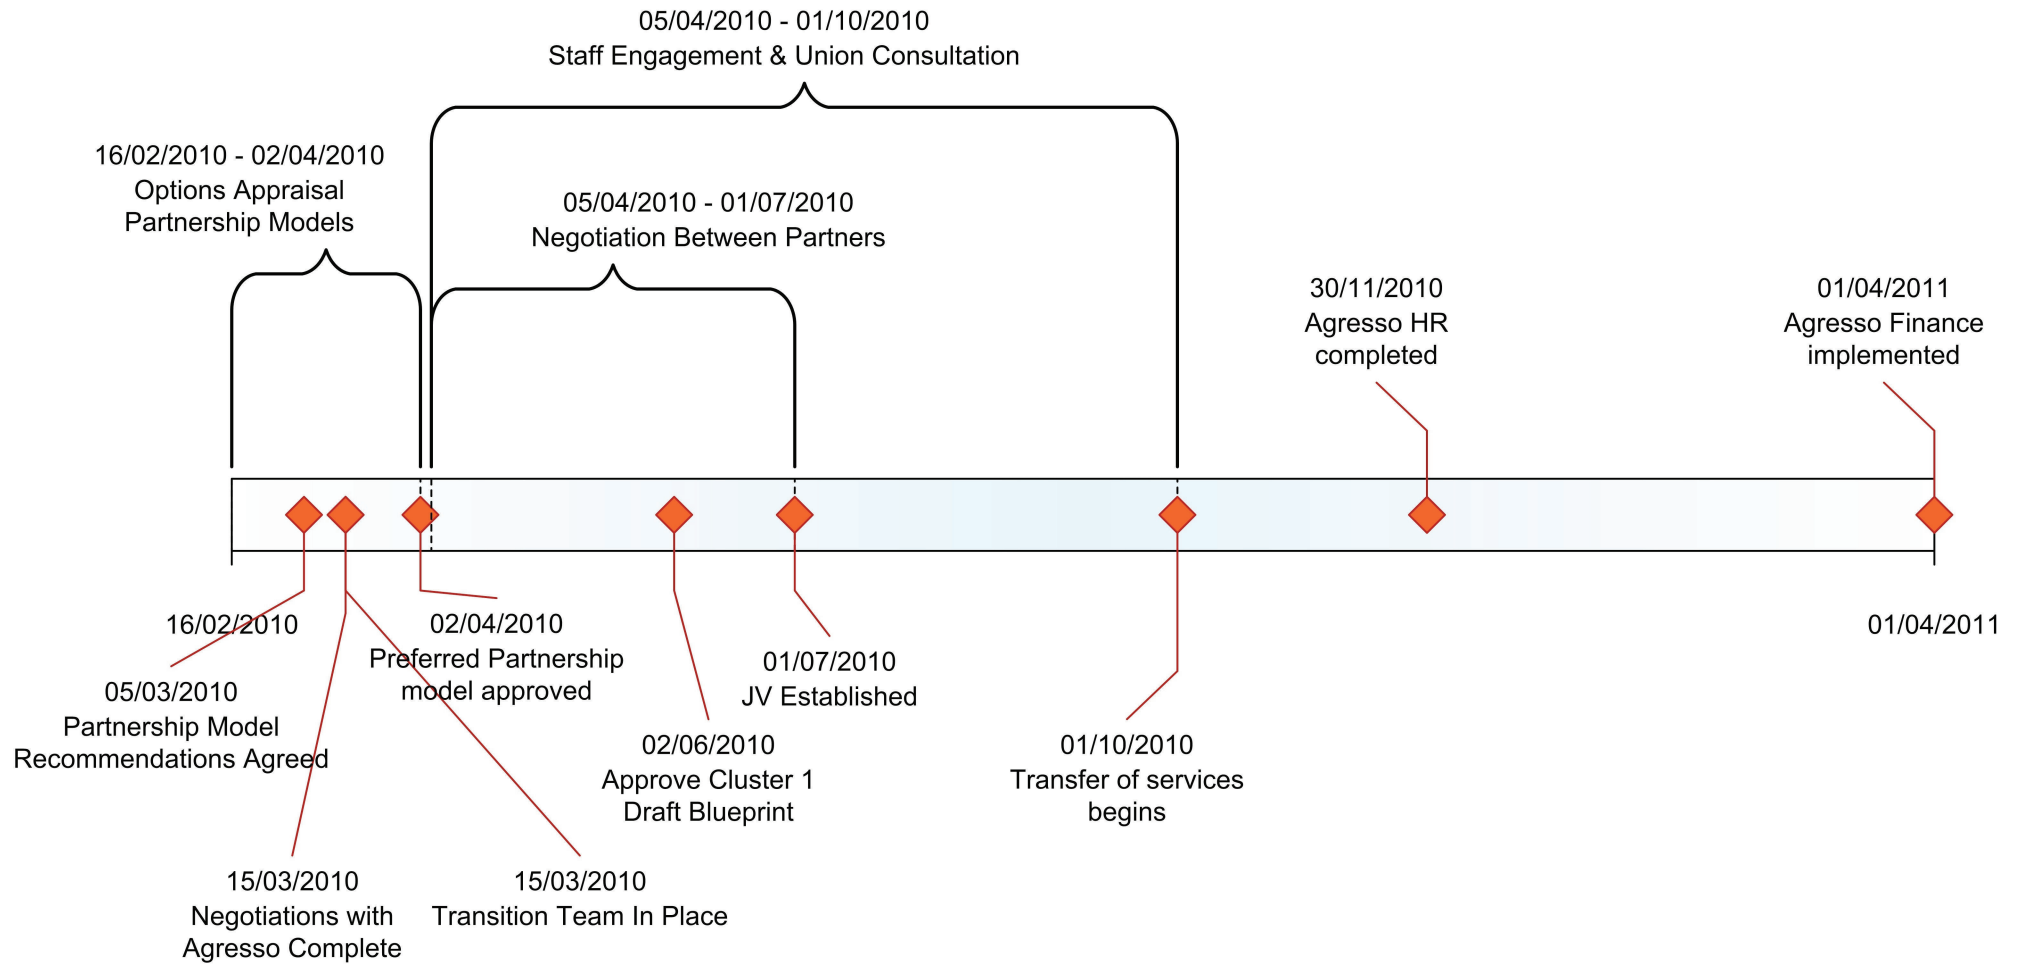 05/04/2010 - 01/10/2010
Staff Engagement & Union Consultation
16/02/2010 - 02/04/2010
Options Appraisal
Partnership Models
05/04/2010 - 01/07/2010
Negotiation Between Partners
30/11/2010
Agresso HR
completed
01/04/2011
Agresso Finance
implemented
16/02/2010
01/04/2011
05/03/2010
Partnership Model
Recommendations Agreed
02/04/2010
Preferred Partnership
model approved
01/07/2010
JV Established
02/06/2010
Approve Cluster 1
Draft Blueprint
01/10/2010
Transfer of services
begins
15/03/2010
Negotiations with
Agresso Complete
15/03/2010
Transition Team In Place